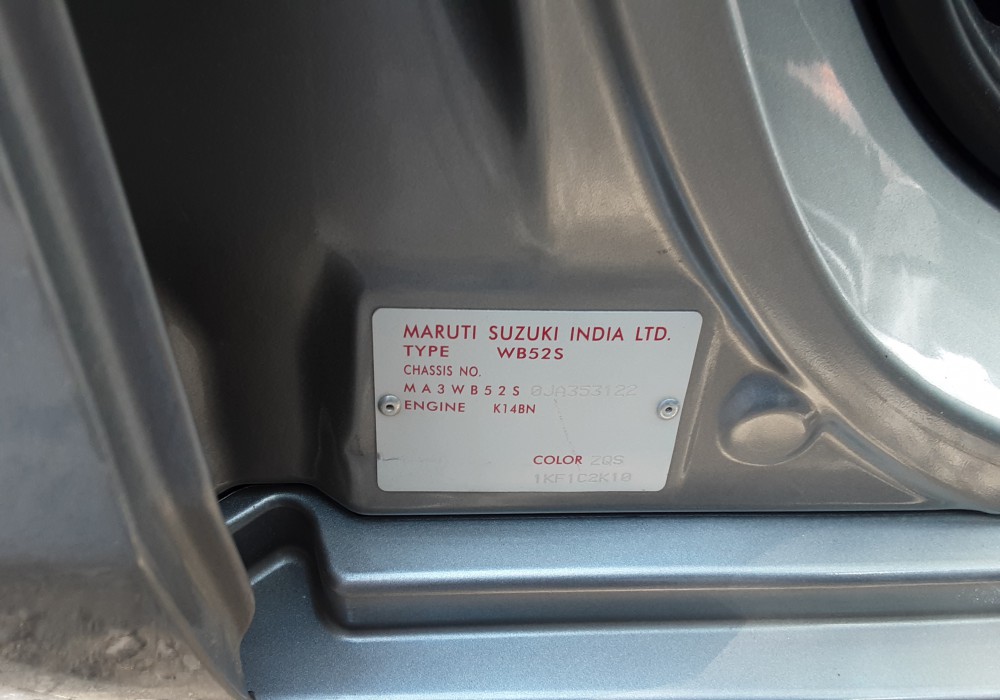 MARUTI SUZUKI INDIA LTD.
TYPE WB52S
CHASSIS NO.
MA3WB52S 0JA353122
ENGINE K14BN
COLOR ZQS
1KF1C2K10